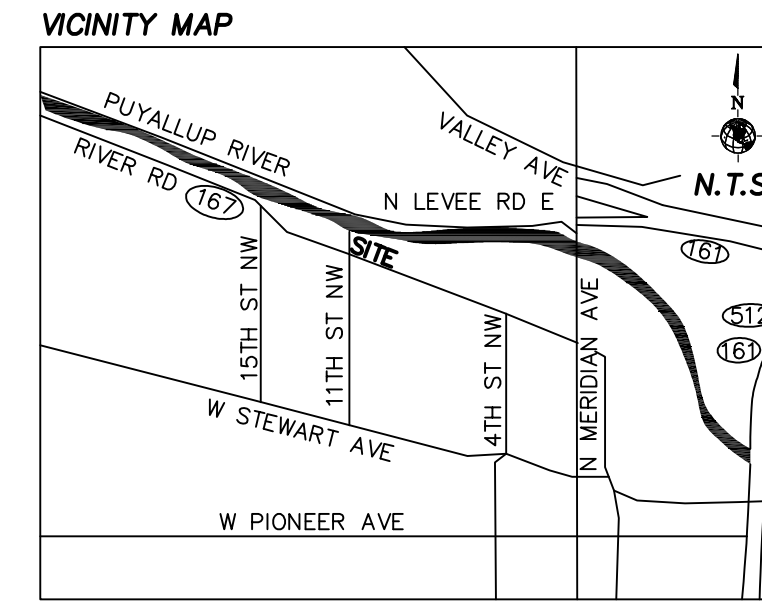 VICINITY MAP
PUYALLUP RIVER
RIVER RD
167
VALLEY AVE
N
N.T.S
N LEVEE RD E
SITE
161
512
161
15TH ST NW
11TH ST NW
4TH ST NW
N MERIDIAN AVE
W STEWART AVE
W PIONEER AVE